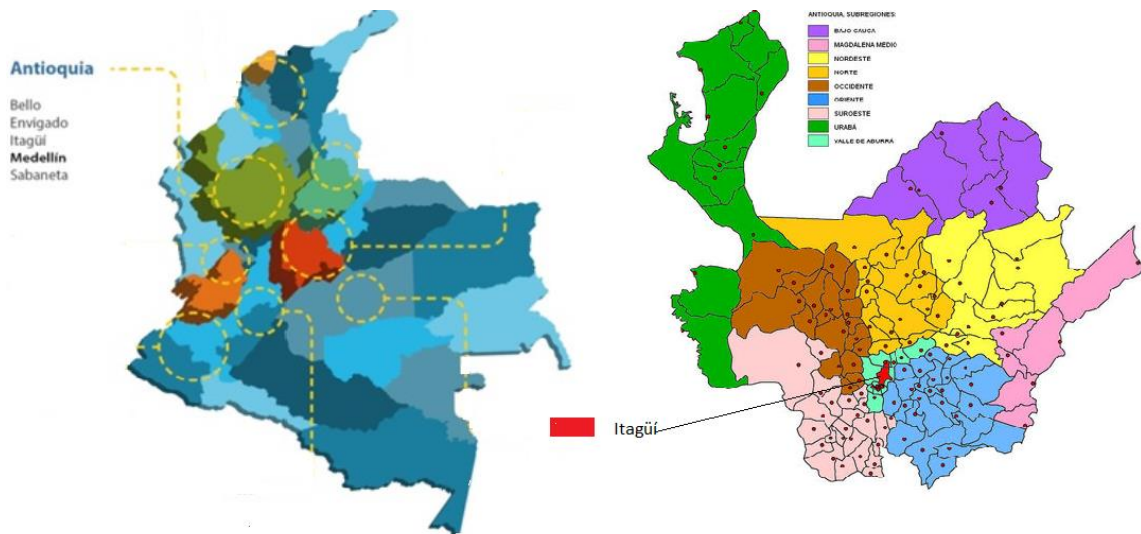 Antioquia
Bello
Envigado
Itagüí
Medellín
Sabaneta
ANTIOQUIA, SUBREGIONES:
BAJO CAUCA
MAGDALENA MEDIO
NORDESTE
NORTE
OCCIDENTE
ORIENTE
SUROESTE
URABÁ
VALLE DE ABURRÁ
Itagüí